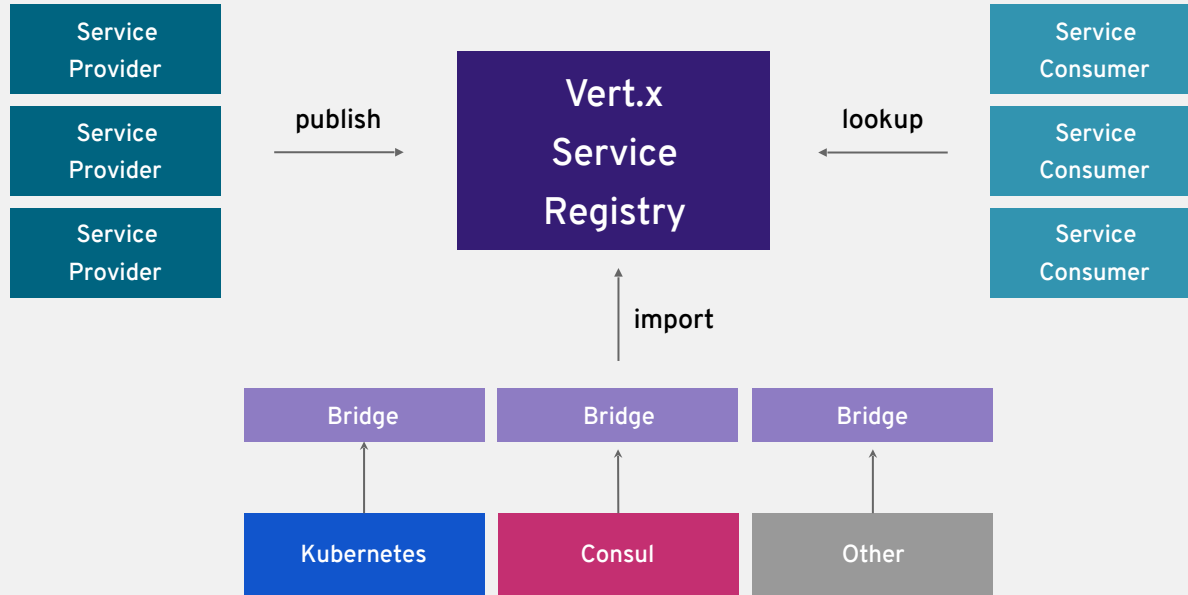 Service
Provider
Service
Provider
Service
Provider
publish
Vert.x
Service
Registry
lookup
Service
Consumer
Service
Consumer
Service
Consumer
import
Bridge
Bridge
Bridge
Kubernetes
Consul
Other